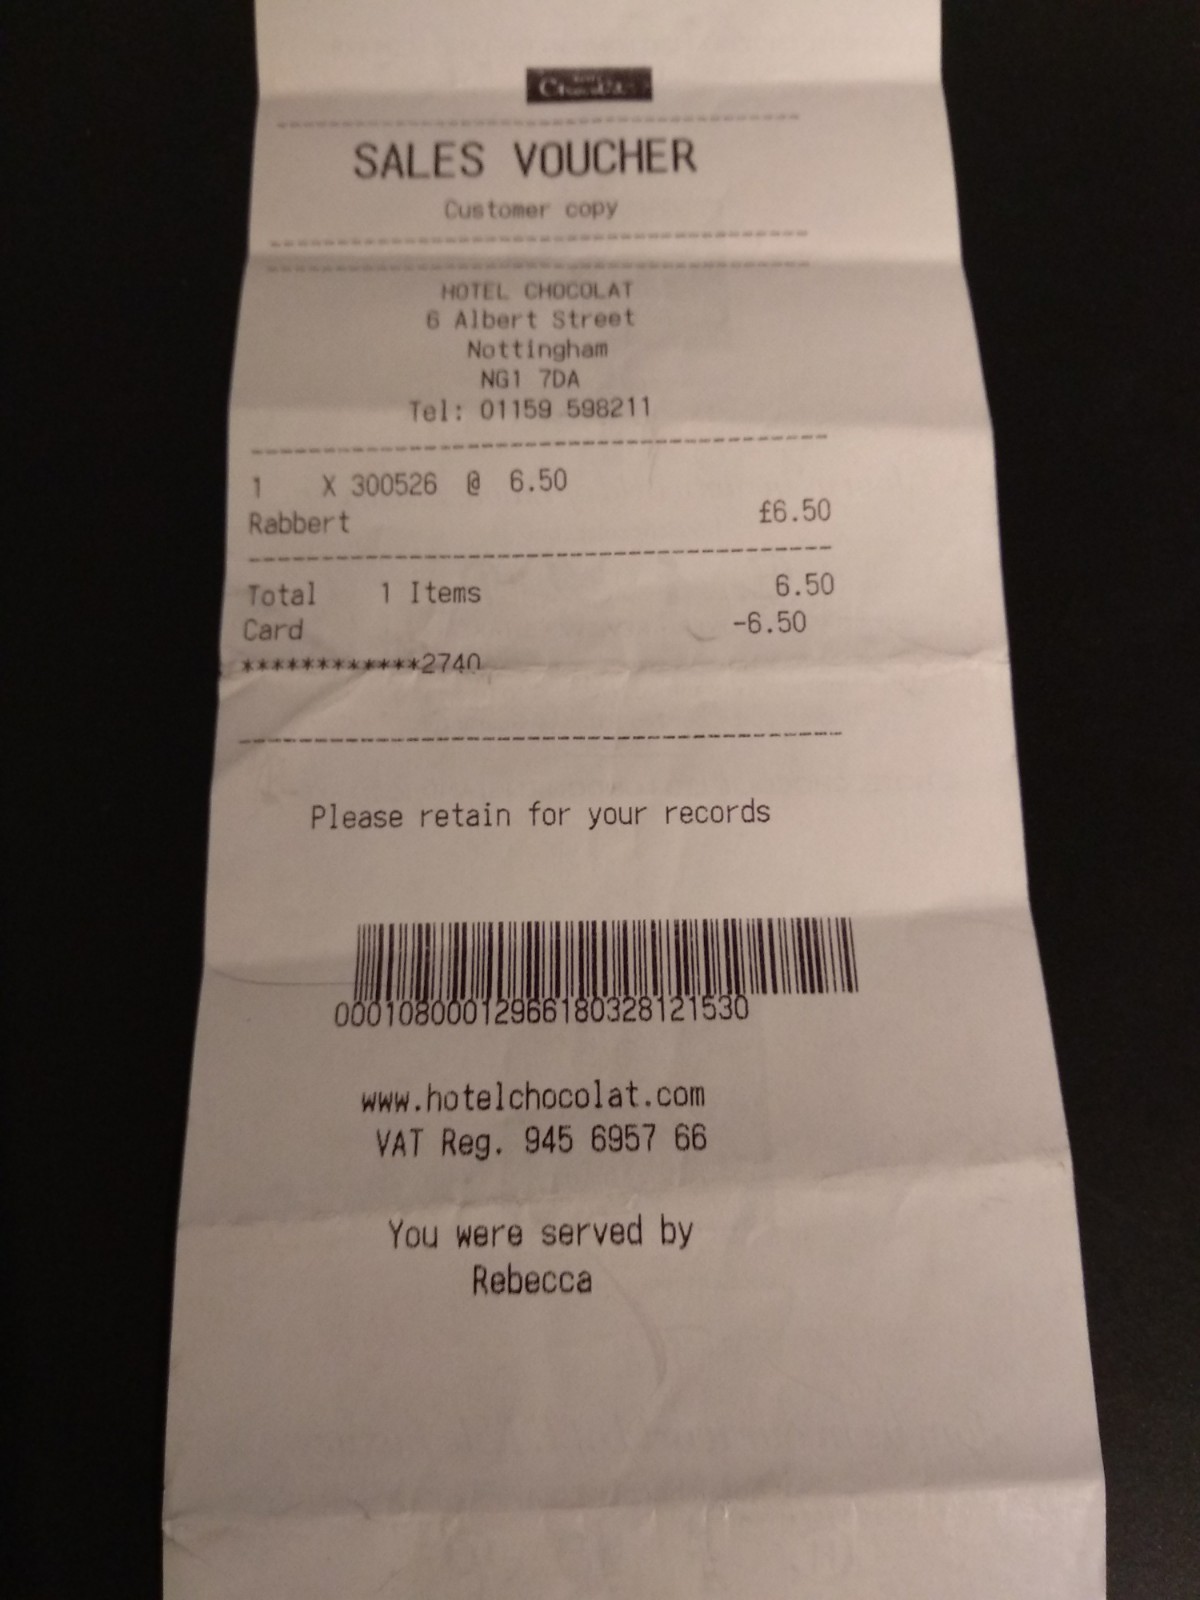 SALES VOUCHER
Customer copy
HOTEL CHOCOLAT
6 Albert Street
Nottingham
NG1 7DA
Tel: 01159 598211
1 X 300526 @ 6.50
Rabbert £6.50
Total 1 Items 6.50
Card -6.50
************2740
Please retain for your records
00010800012966180328121530
www.hotelchocolat.com
VAT Reg. 945 6957 66
You were served by
Rebecca